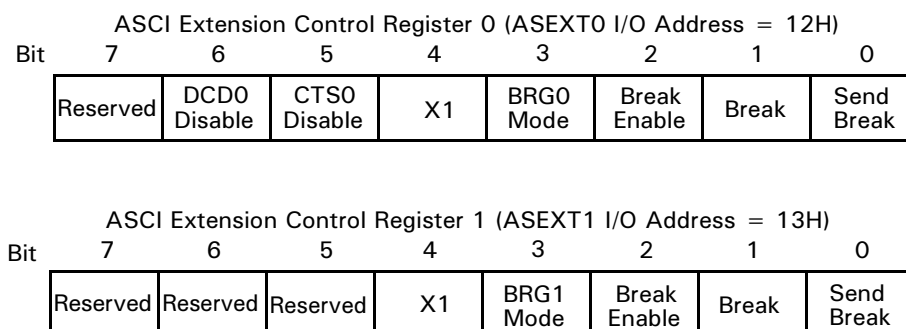 ASCI Extension Control Register 0 (ASEXT0 I/O Address = 12H)
Bit 7 6 5 4 3 2 1 0
Reserved DCD0 Disable CTS0 Disable X1 BRG0 Mode Break Enable Break Send Break
ASCI Extension Control Register 1 (ASEXT1 I/O Address = 13H)
Bit 7 6 5 4 3 2 1 0
Reserved Reserved Reserved X1 BRG1 Mode Break Enable Break Send Break